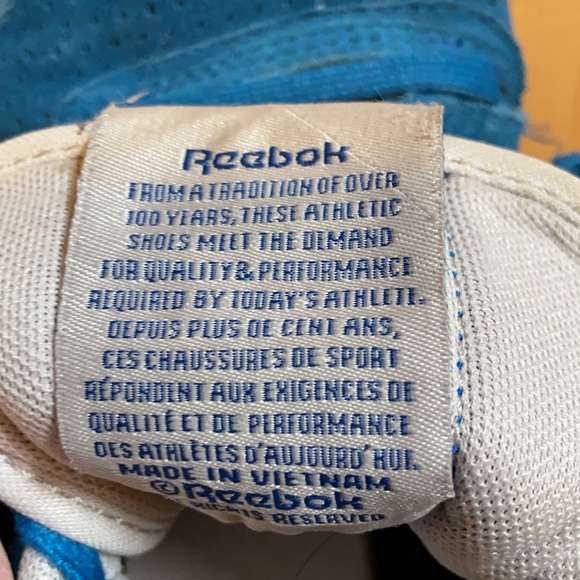 Reebok
FROM A TRADITION OF OVER
100 YEARS, THESE ATHLETIC
SHOES MEET THE DEMAND
FOR QUALITY & PERFORMANCE
REQUIRED BY TODAY'S ATHLETE.
DEPUIS PLUS DE CENT ANS,
CES CHAUSSURES DE SPORT
RÉPONDENT AUX EXIGENCES DE
QUALITÉ ET DE PERFORMANCE
DES ATHLÈTES D'AUJOURD'HUI.
MADE IN VIETNAM
©Reebok
RIGHTS RESERVED